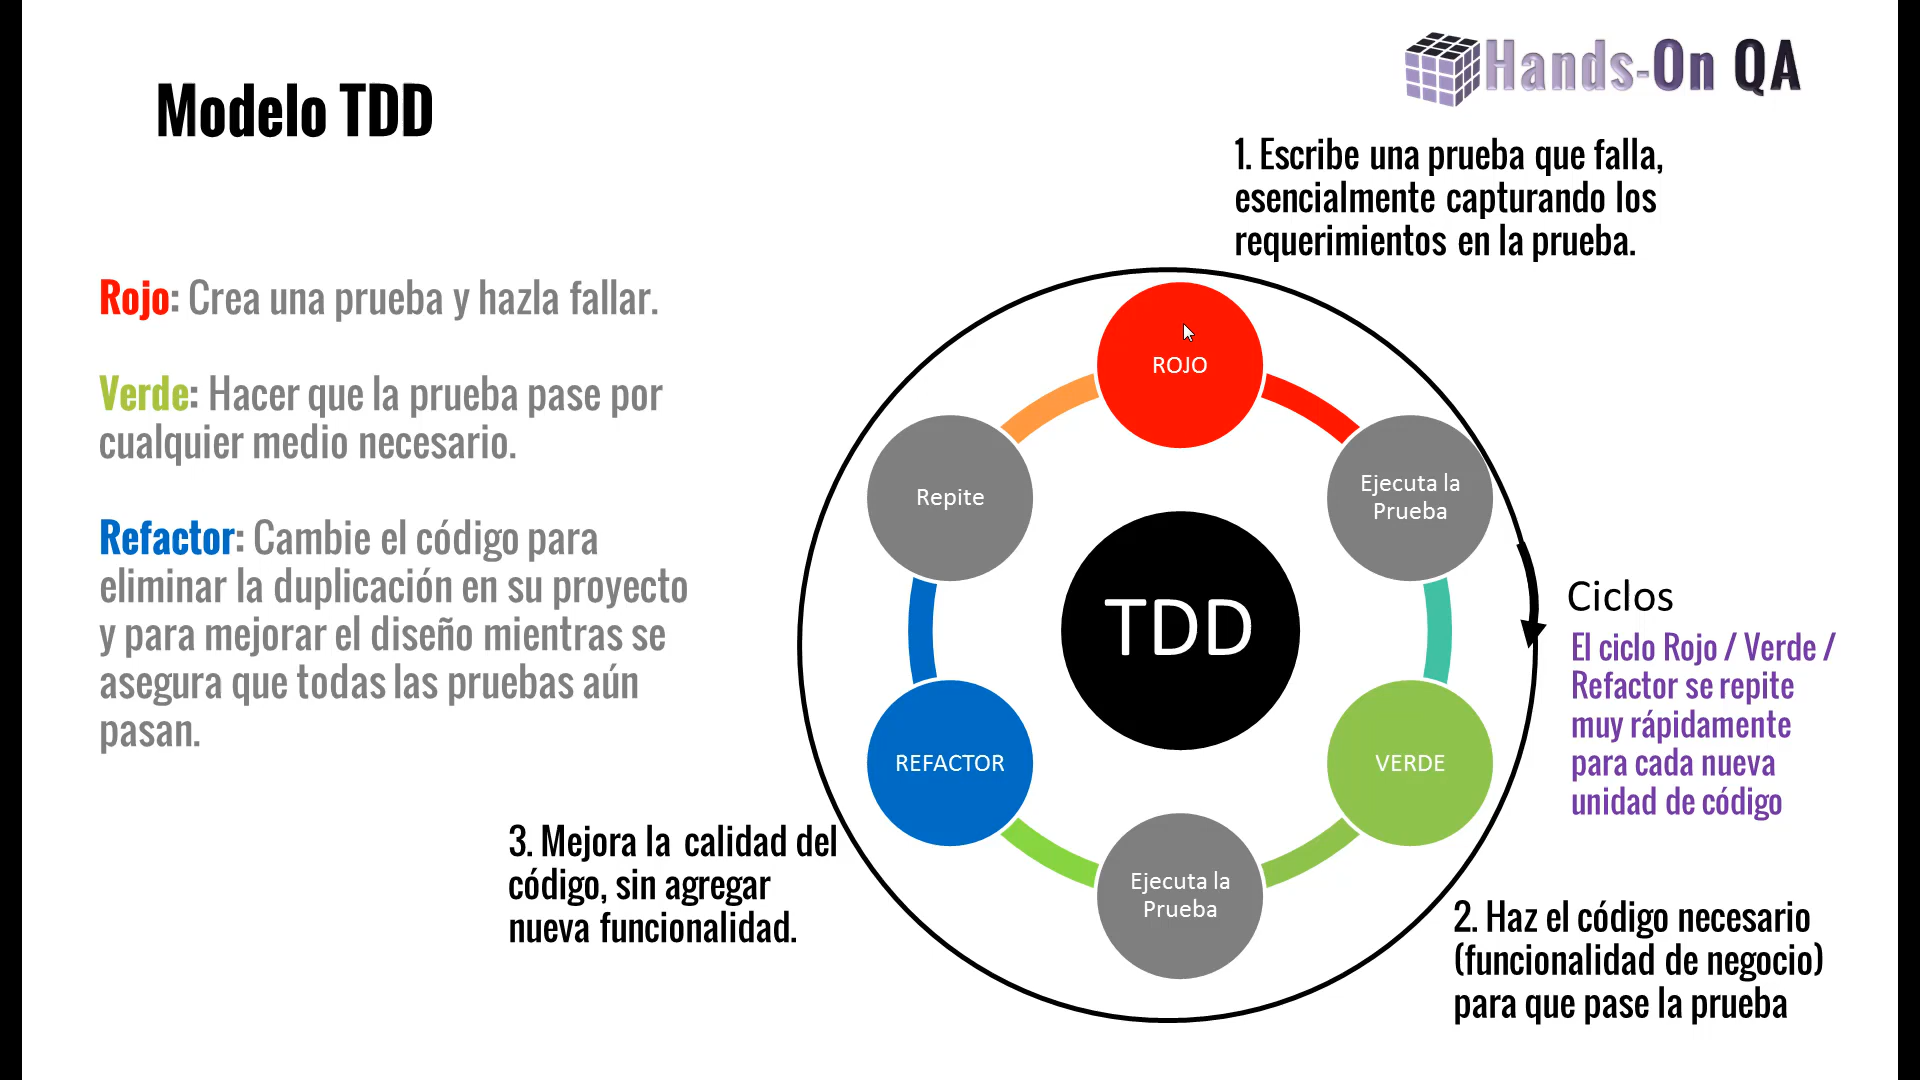 Hands-On QA
Modelo TDD
1. Escribe una prueba que falla,
esencialmente capturando los
requerimientos en la prueba.
Rojo: Crea una prueba y hazla fallar.
Verde: Hacer que la prueba pase por
cualquier medio necesario.
Refactor: Cambie el código para
eliminar la duplicación en su proyecto
y para mejorar el diseño mientras se
asegura que todas las pruebas aún
pasan.
ROJO
Ejecuta la
Prueba
Repite
TDD
Ciclos
El ciclo Rojo / Verde /
Refactor se repite
muy rápidamente
para cada nueva
unidad de código
REFACTOR
VERDE
Ejecuta la
Prueba
3. Mejora la calidad del
código, sin agregar
nueva funcionalidad.
2. Haz el código necesario
(funcionalidad de negocio)
para que pase la prueba